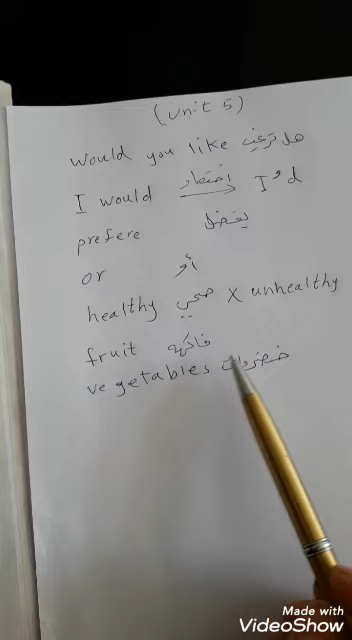 (Unit 5)
Would you like هل ترغب
I would إختصار I'd
prefere يفضل
or أو
healthy صحي X unhealthy
fruit فاكهة
vegetables خضروات
Made with
VideoShow